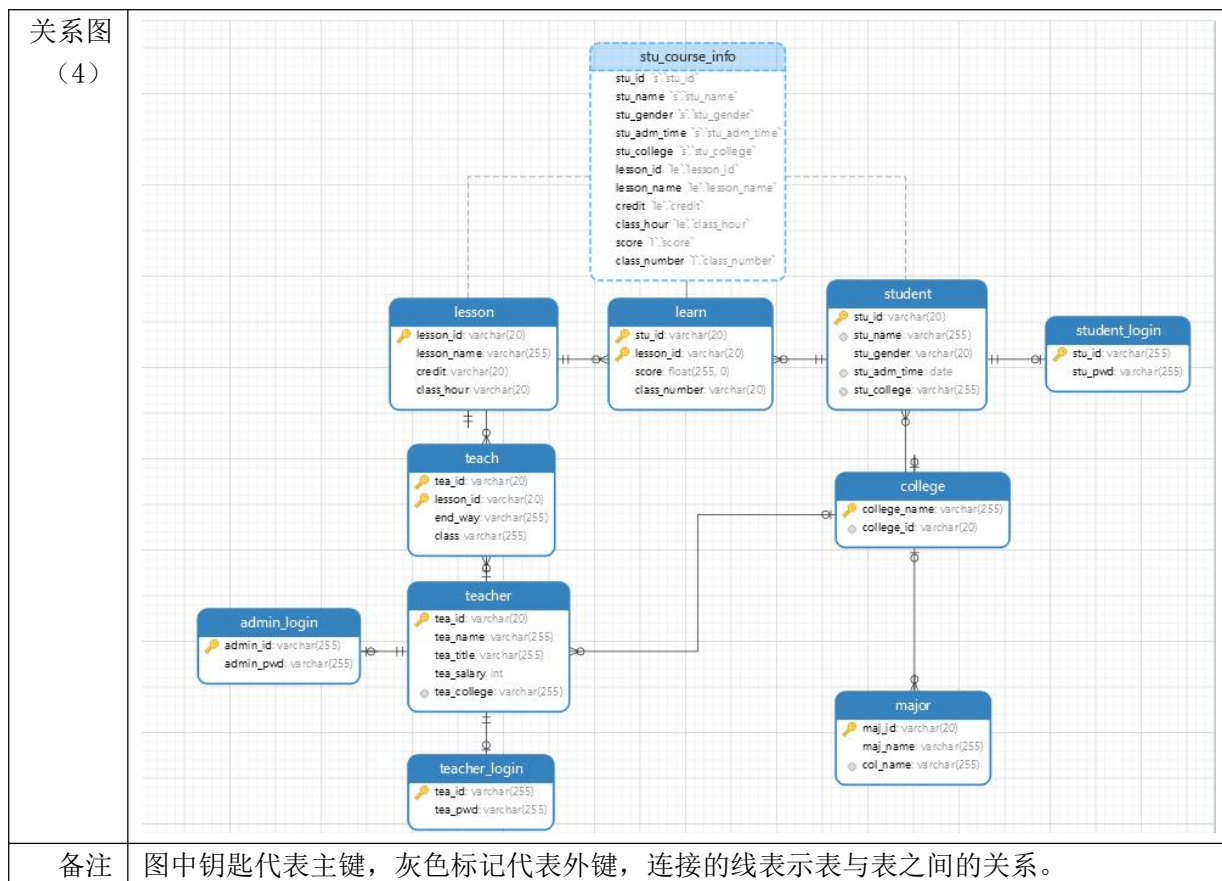 关系图
（4）
stu_course_info
stu_id `s`.`stu_id`
stu_name `s`.`stu_name`
stu_gender `s`.`stu_gender`
stu_adm_time `s`.`stu_adm_time`
stu_college `s`.`stu_college`
lesson_id `le`.`lesson_id`
lesson_name `le`.`lesson_name`
credit `le`.`credit`
class_hour `le`.`class_hour`
score `l`.`score`
class_number `l`.`class_number`
lesson
lesson_id: varchar(20)
lesson_name: varchar(255)
credit: varchar(20)
class_hour: varchar(20)
learn
stu_id: varchar(20)
lesson_id: varchar(20)
score: float(255, 0)
class_number: varchar(20)
student
stu_id: varchar(20)
stu_name: varchar(255)
stu_gender: varchar(20)
stu_adm_time: date
stu_college: varchar(255)
student_login
stu_id: varchar(255)
stu_pwd: varchar(255)
teach
tea_id: varchar(20)
lesson_id: varchar(20)
end_way: varchar(255)
class: varchar(255)
college
college_name: varchar(255)
college_id: varchar(20)
admin_login
admin_id: varchar(255)
admin_pwd: varchar(255)
teacher
tea_id: varchar(20)
tea_name: varchar(255)
tea_title: varchar(255)
tea_salary: int
tea_college: varchar(255)
major
maj_id: varchar(20)
maj_name: varchar(255)
col_name: varchar(255)
teacher_login
tea_id: varchar(255)
tea_pwd: varchar(255)
备注 图中钥匙代表主键，灰色标记代表外键，连接的线表示表与表之间的关系。